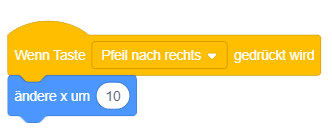 Wenn Taste Pfeil nach rechts gedrückt wird
ändere x um 10